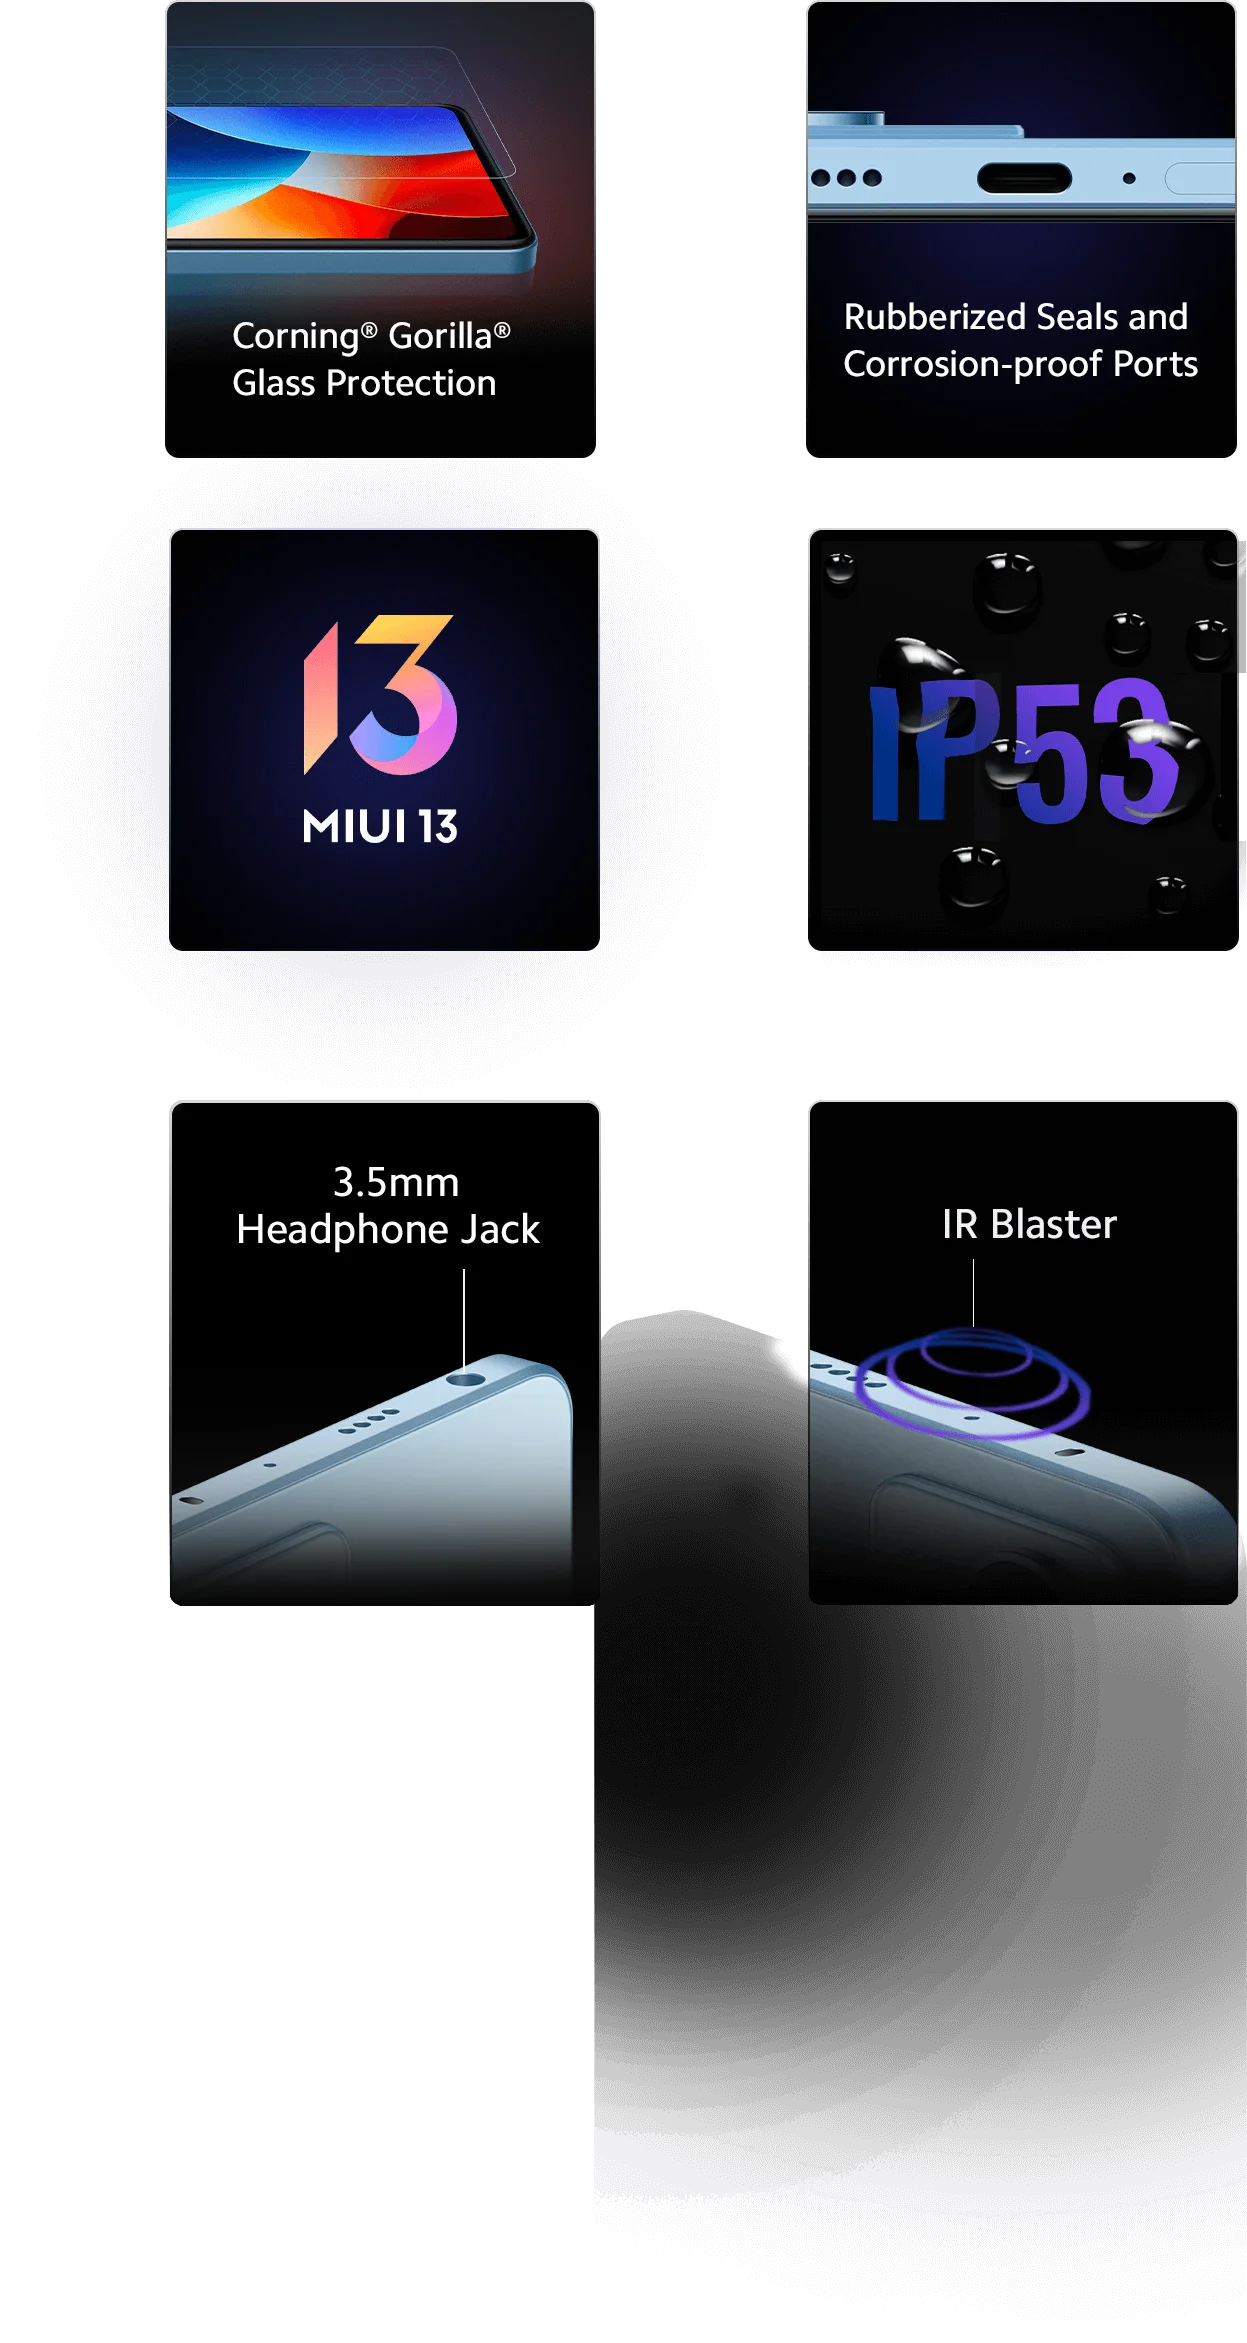 Corning® Gorilla®
Glass Protection
Rubberized Seals and
Corrosion-proof Ports
13
MIUI 13
IP53
3.5mm
Headphone Jack
IR Blaster